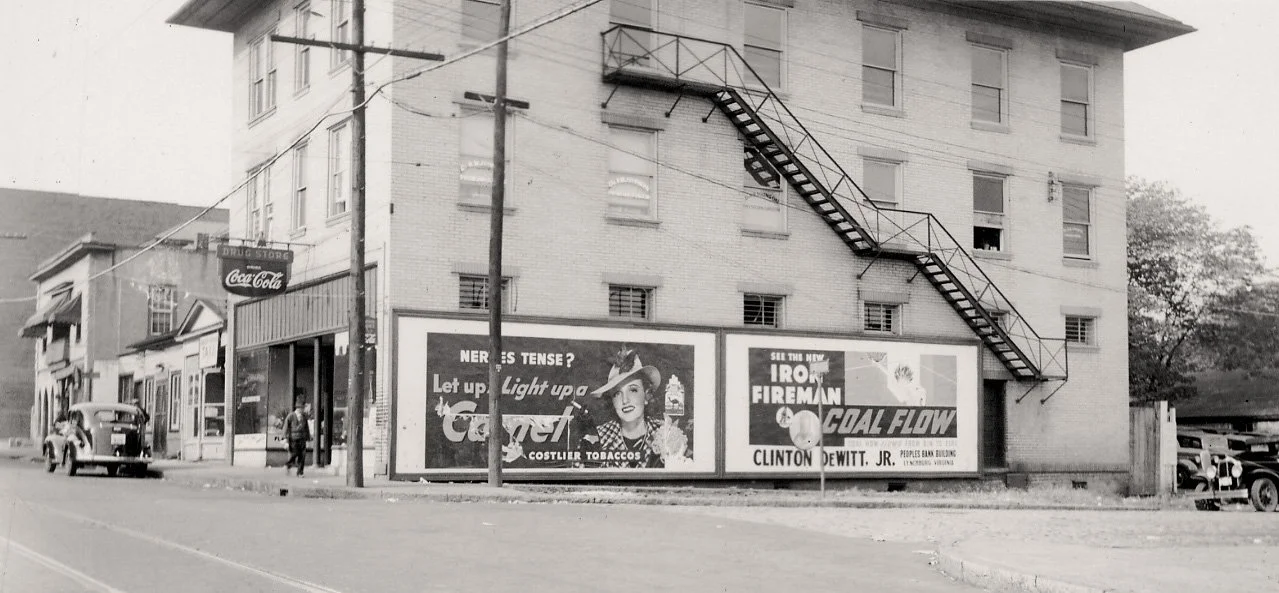 DRUG STORE
Coca-Cola
NERVES TENSE?
Let up. Light up a
Camel
COSTLIER TOBACCOS
SEE THE NEW
IRON
FIREMAN
COAL FLOW
CLINTON DeWITT, JR.
PEOPLES BANK BUILDING
LYNCHBURG VIRGINIA